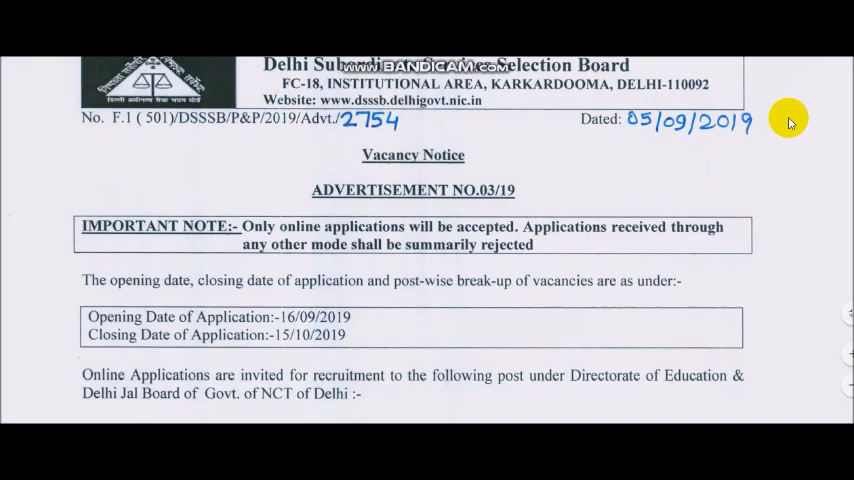 www.BANDICAM.com
Delhi Subordinate Services Selection Board
FC-18, INSTITUTIONAL AREA, KARKARDOOMA, DELHI-110092
Website: www.dsssb.delhigovt.nic.in
No. F.1 ( 501)/DSSSB/P&P/2019/Advt./2754 Dated: 05/09/2019
Vacancy Notice
ADVERTISEMENT NO.03/19
IMPORTANT NOTE:- Only online applications will be accepted. Applications received through
any other mode shall be summarily rejected
The opening date, closing date of application and post-wise break-up of vacancies are as under:-
Opening Date of Application:-16/09/2019
Closing Date of Application:-15/10/2019
Online Applications are invited for recruitment to the following post under Directorate of Education &
Delhi Jal Board of Govt. of NCT of Delhi :-